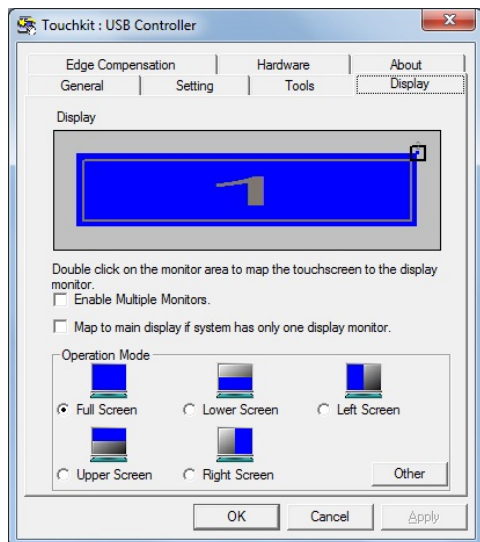 Touchkit : USB Controller
Edge Compensation Hardware About
General Setting Tools Display
Display
1
Double click on the monitor area to map the touchscreen to the display
monitor.
Enable Multiple Monitors.
Map to main display if system has only one display monitor.
Operation Mode
Full Screen Lower Screen Left Screen
Upper Screen Right Screen Other
OK Cancel Apply